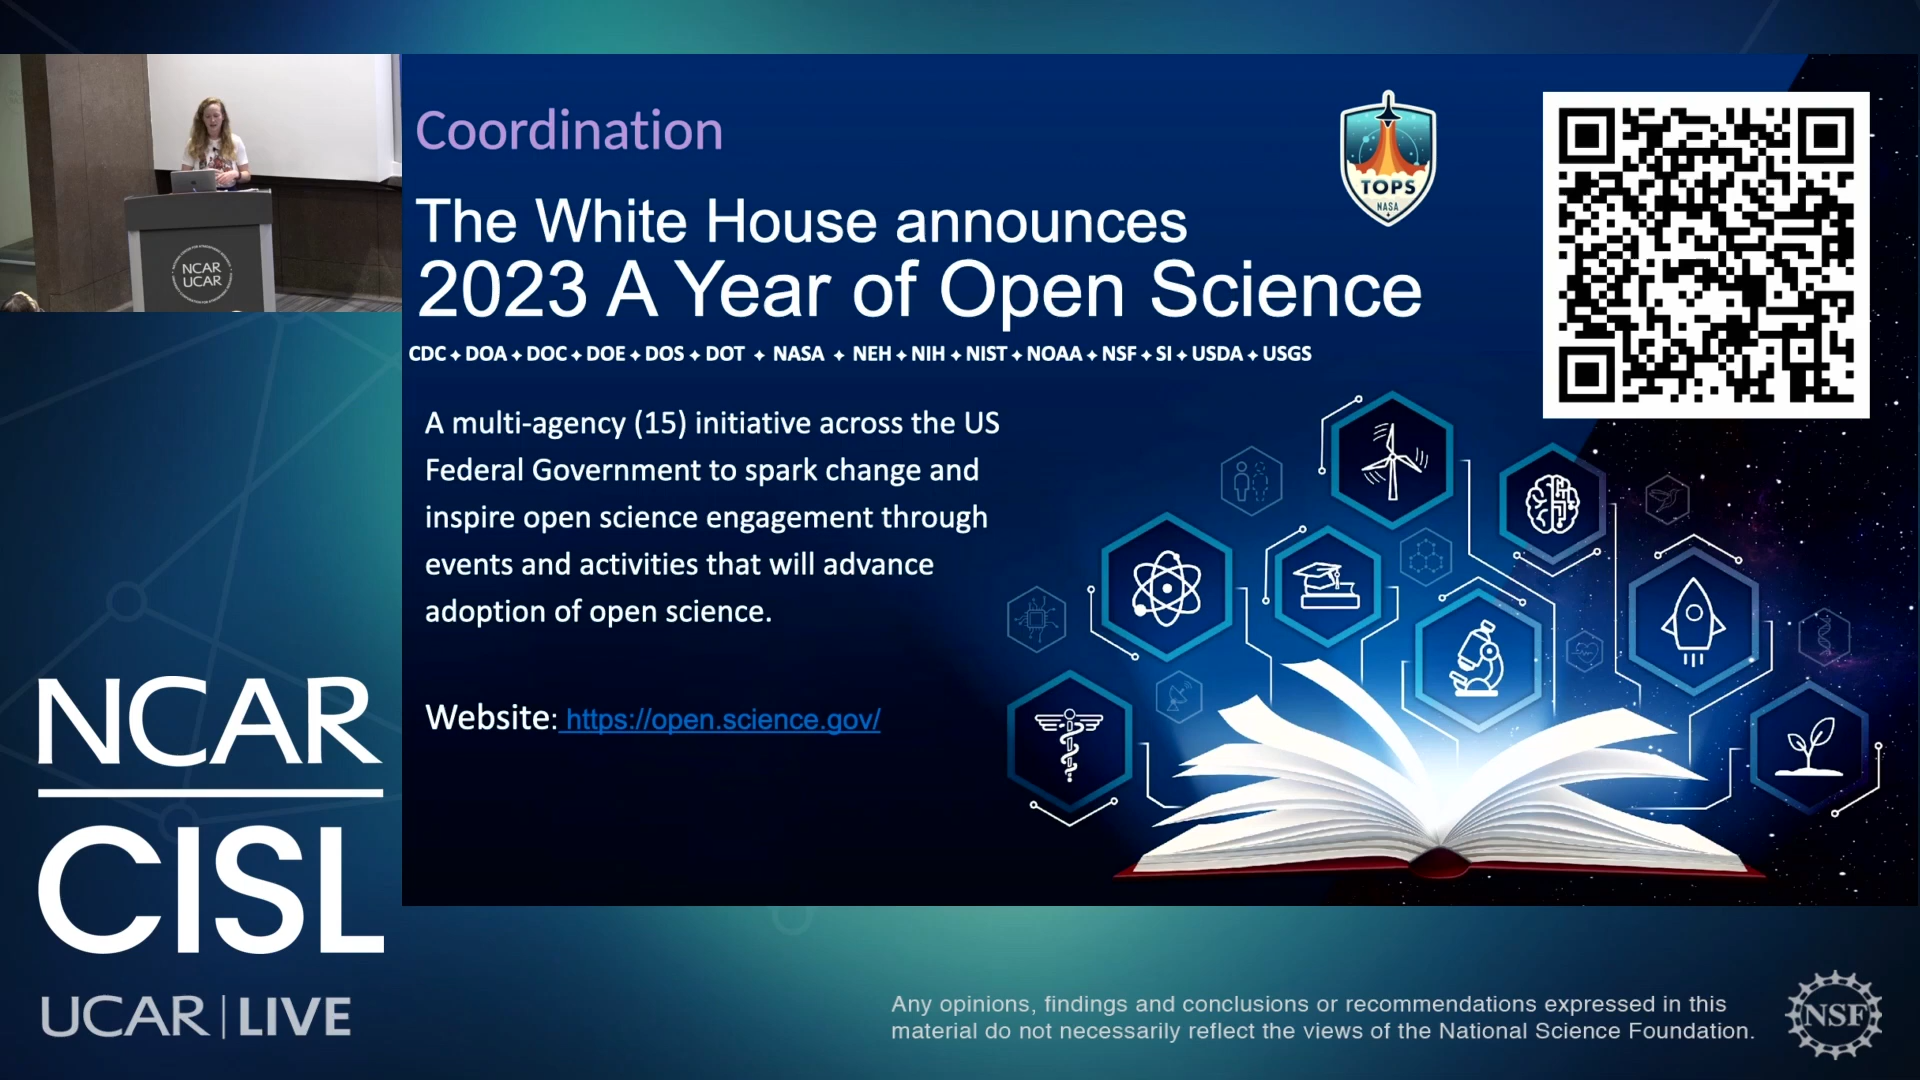 Coordination
The White House announces
2023 A Year of Open Science
CDC ✦ DOA ✦ DOC ✦ DOE ✦ DOS ✦ DOT ✦ NASA ✦ NEH ✦ NIH ✦ NIST ✦ NOAA ✦ NSF ✦ SI ✦ USDA ✦ USGS
A multi-agency (15) initiative across the US
Federal Government to spark change and
inspire open science engagement through
events and activities that will advance
adoption of open science.
Website: https://open.science.gov/
TOPS
NASA
NCAR
UCAR
NCAR
CISL
UCAR | LIVE
Any opinions, findings and conclusions or recommendations expressed in this
material do not necessarily reflect the views of the National Science Foundation.
NSF